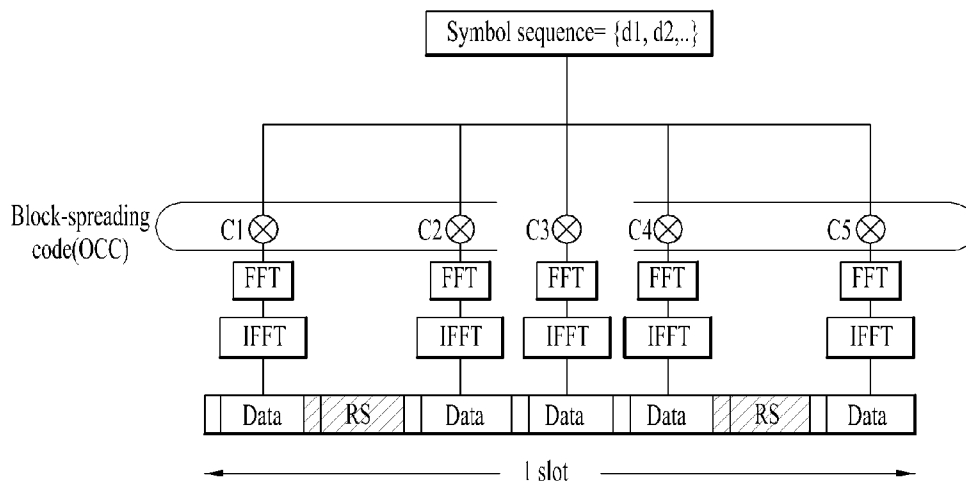 Symbol sequence= {d1, d2,..}
Block-spreading
code(OCC)
C1 C2 C3 C4 C5
FFT FFT FFT FFT FFT
IFFT IFFT IFFT IFFT IFFT
Data RS Data Data Data RS Data
1 slot